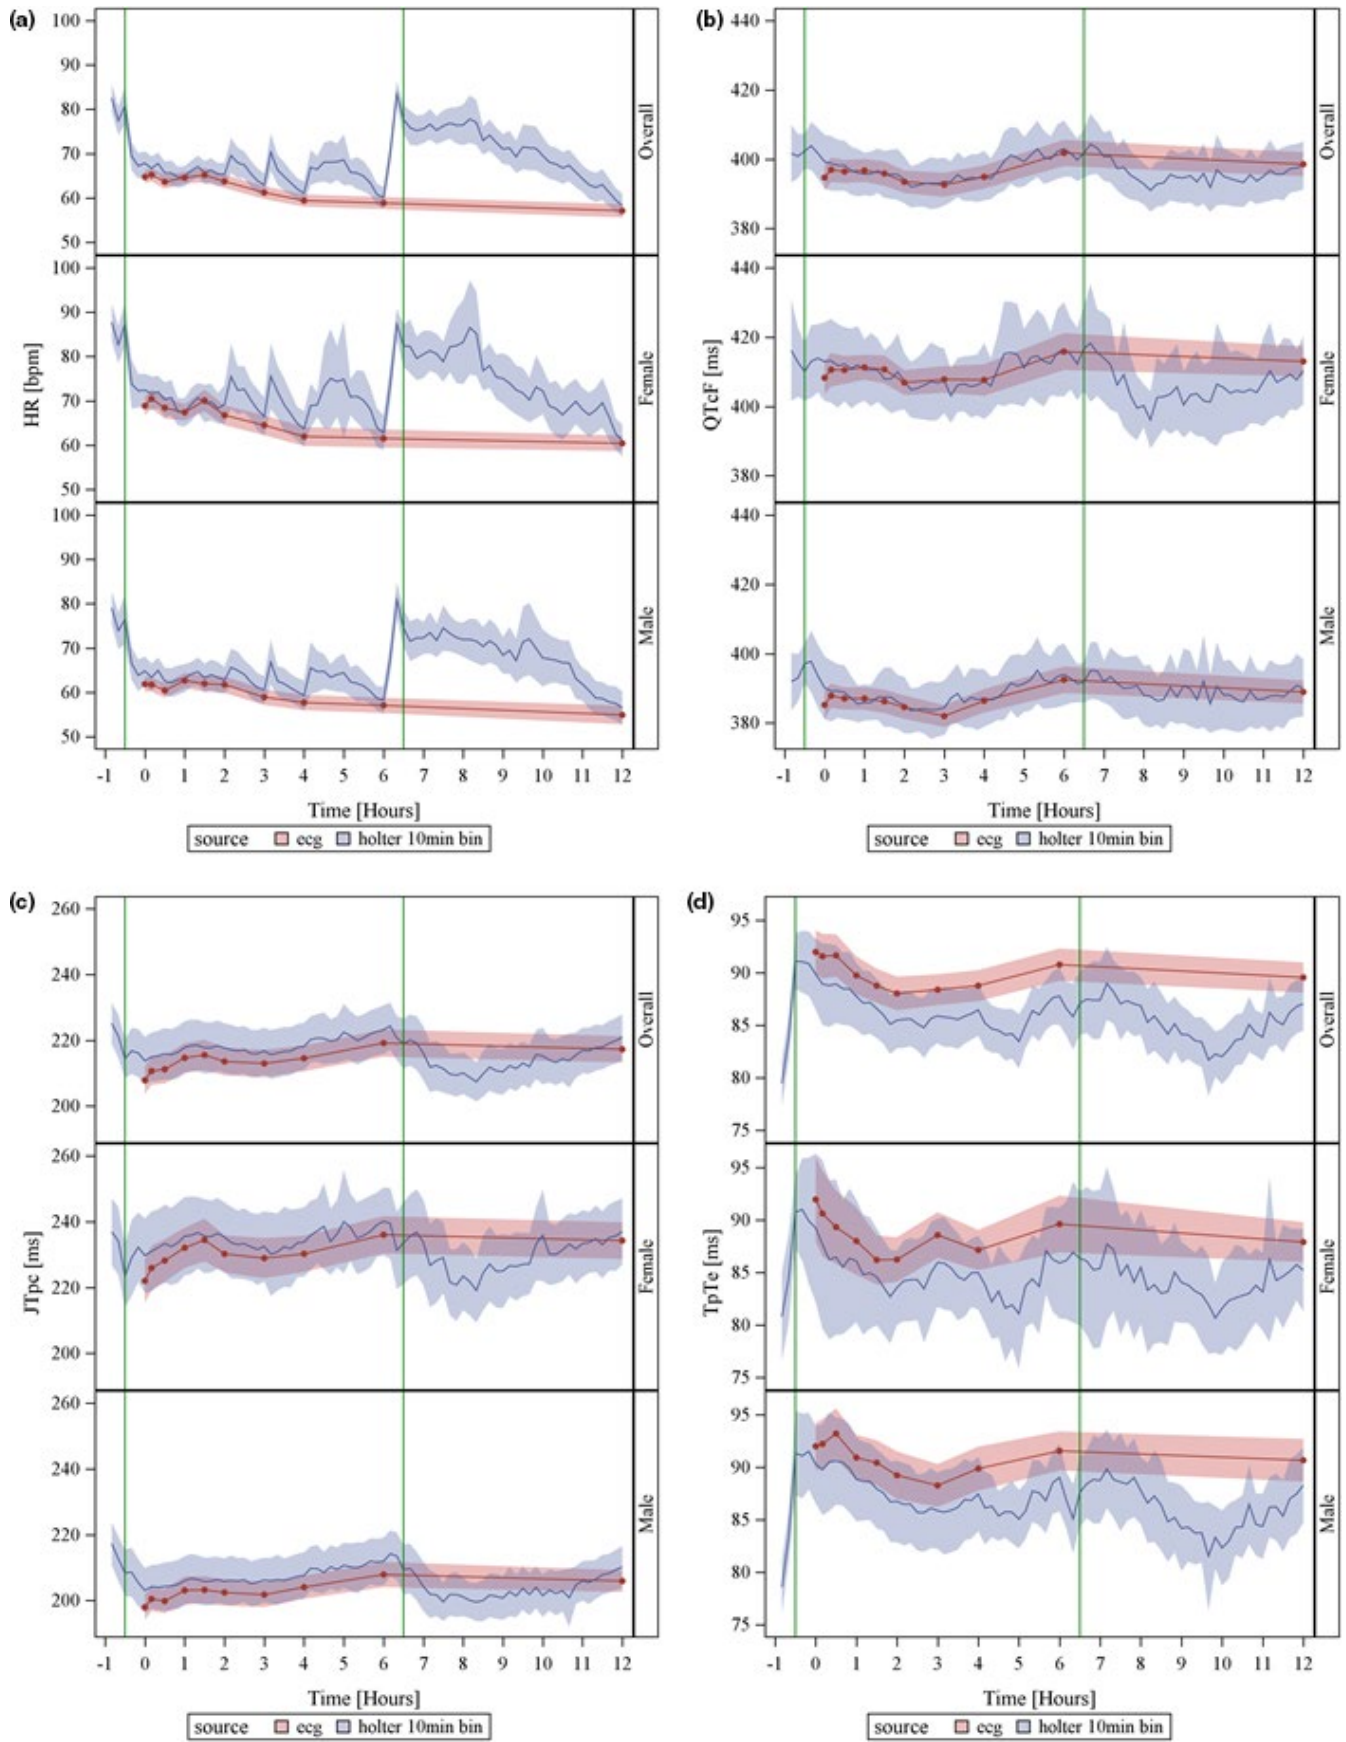 (a)
100
90
80
70
60
50
Overall
100
90
80
70
60
50
Female
HR [bpm]
100
90
80
70
60
50
Male
-1 0 1 2 3 4 5 6 7 8 9 10 11 12
Time [Hours]
source ecg holter 10min bin
(b)
440
420
400
380
Overall
440
420
400
380
Female
QTcF [ms]
440
420
400
380
Male
-1 0 1 2 3 4 5 6 7 8 9 10 11 12
Time [Hours]
source ecg holter 10min bin
(c)
260
240
220
200
Overall
260
240
220
200
Female
JTpc [ms]
260
240
220
200
Male
-1 0 1 2 3 4 5 6 7 8 9 10 11 12
Time [Hours]
source ecg holter 10min bin
(d)
95
90
85
80
75
Overall
95
90
85
80
75
Female
TpTe [ms]
95
90
85
80
75
Male
-1 0 1 2 3 4 5 6 7 8 9 10 11 12
Time [Hours]
source ecg holter 10min bin